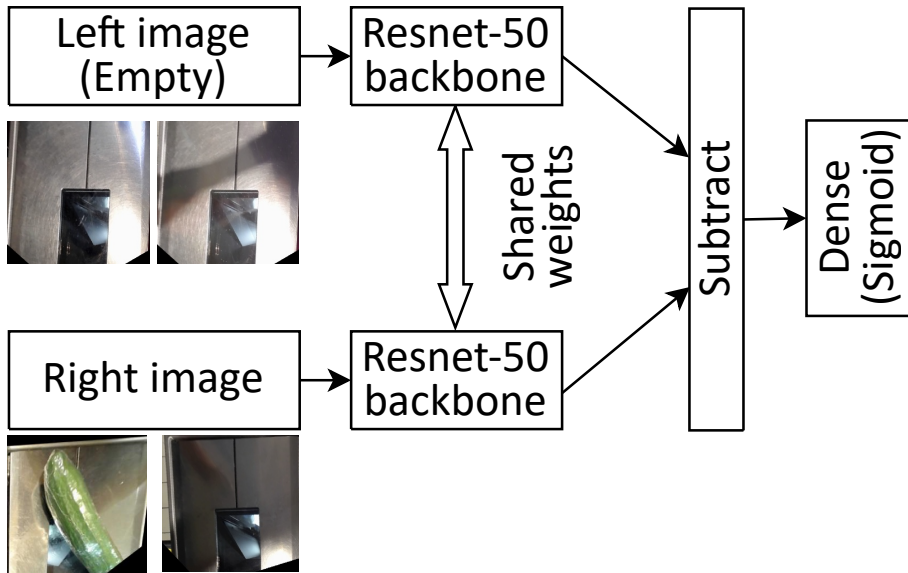 Left image
(Empty)
Resnet-50
backbone
Shared
weights
Subtract
Dense
(Sigmoid)
Right image
Resnet-50
backbone